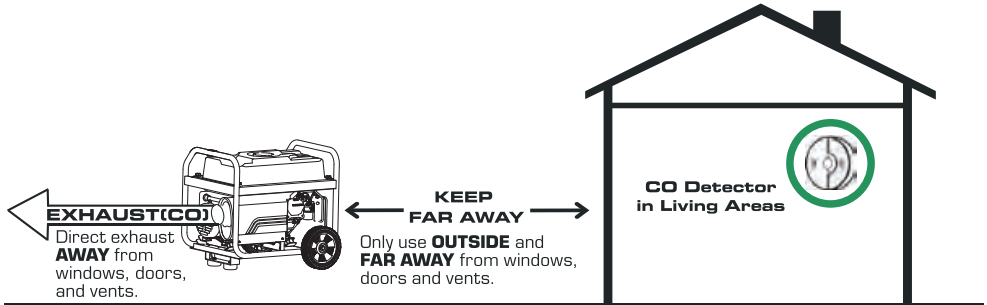 EXHAUST(CO)
Direct exhaust
AWAY from
windows, doors,
and vents.
KEEP
FAR AWAY
Only use OUTSIDE and
FAR AWAY from windows,
doors and vents.
CO Detector
in Living Areas